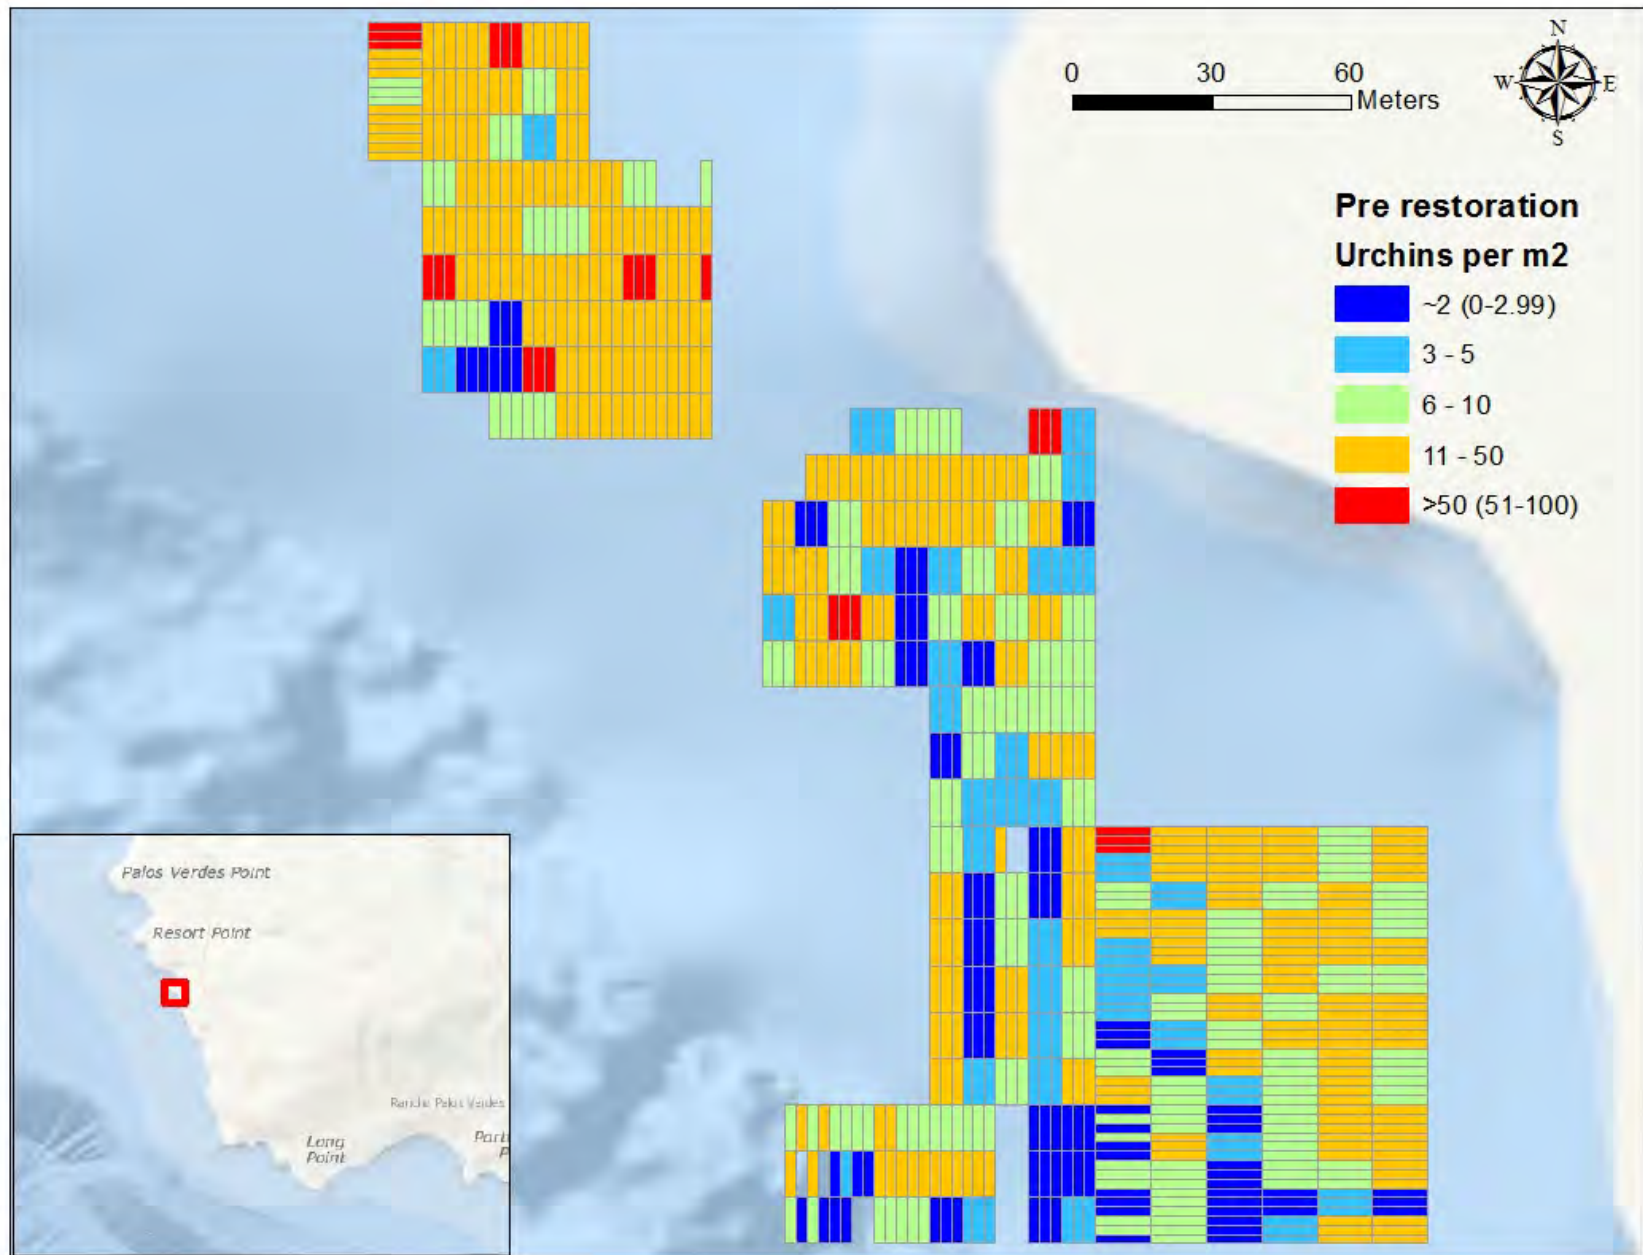 N
0 30 60
W E
Meters
S
Pre restoration
Urchins per m2
~2 (0-2.99)
3 - 5
6 - 10
11 - 50
>50 (51-100)
Palos Verdes Point
Resort Point
Rancho Palos Verdes
Long
Point